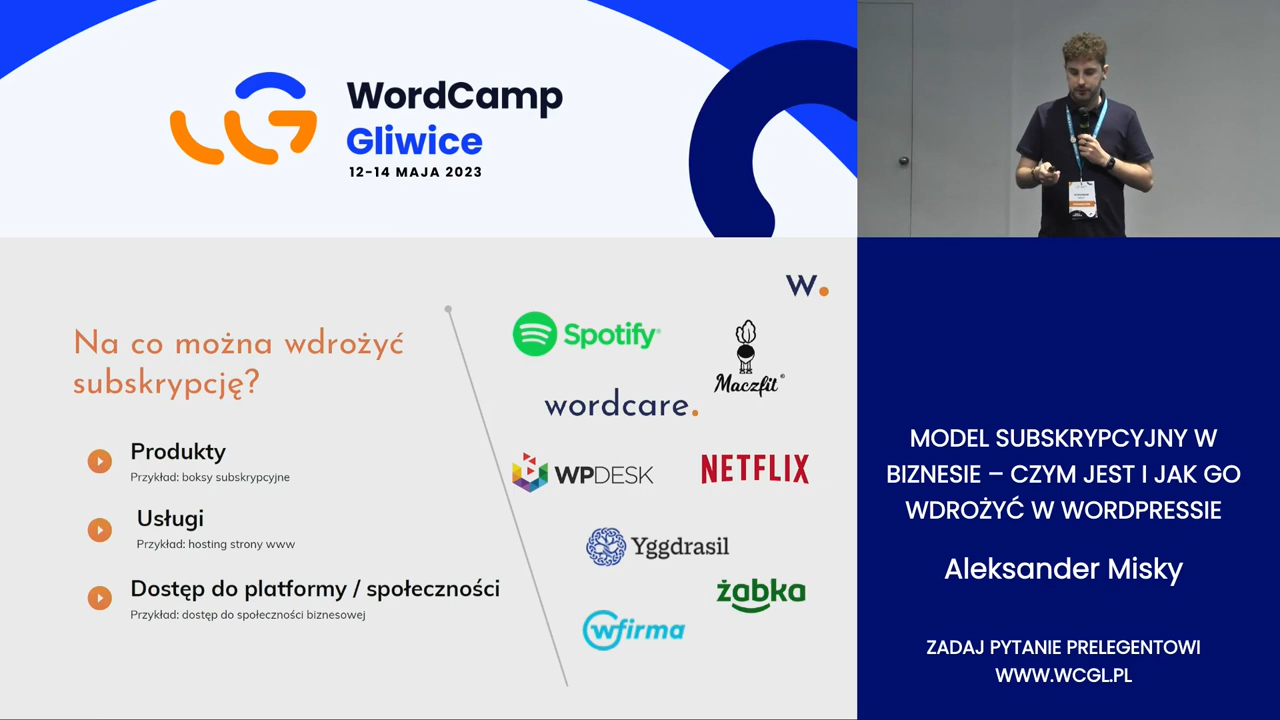 WordCamp
Gliwice
12-14 MAJA 2023
w.
Na co można wdrożyć
subskrypcję?
Produkty
Przykład: boksy subskrypcyjne
Usługi
Przykład: hosting strony www
Dostęp do platformy / społeczności
Przykład: dostęp do społeczności biznesowej
Spotify®
Maczfit®
wordcare.
WPDESK
NETFLIX
Yggdrasil
żabka
wfirma
MODEL SUBSKRYPCYJNY W
BIZNESIE – CZYM JEST I JAK GO
WDROŻYĆ W WORDPRESSIE
Aleksander Misky
ZADAJ PYTANIE PRELEGENTOWI
WWW.WCGL.PL